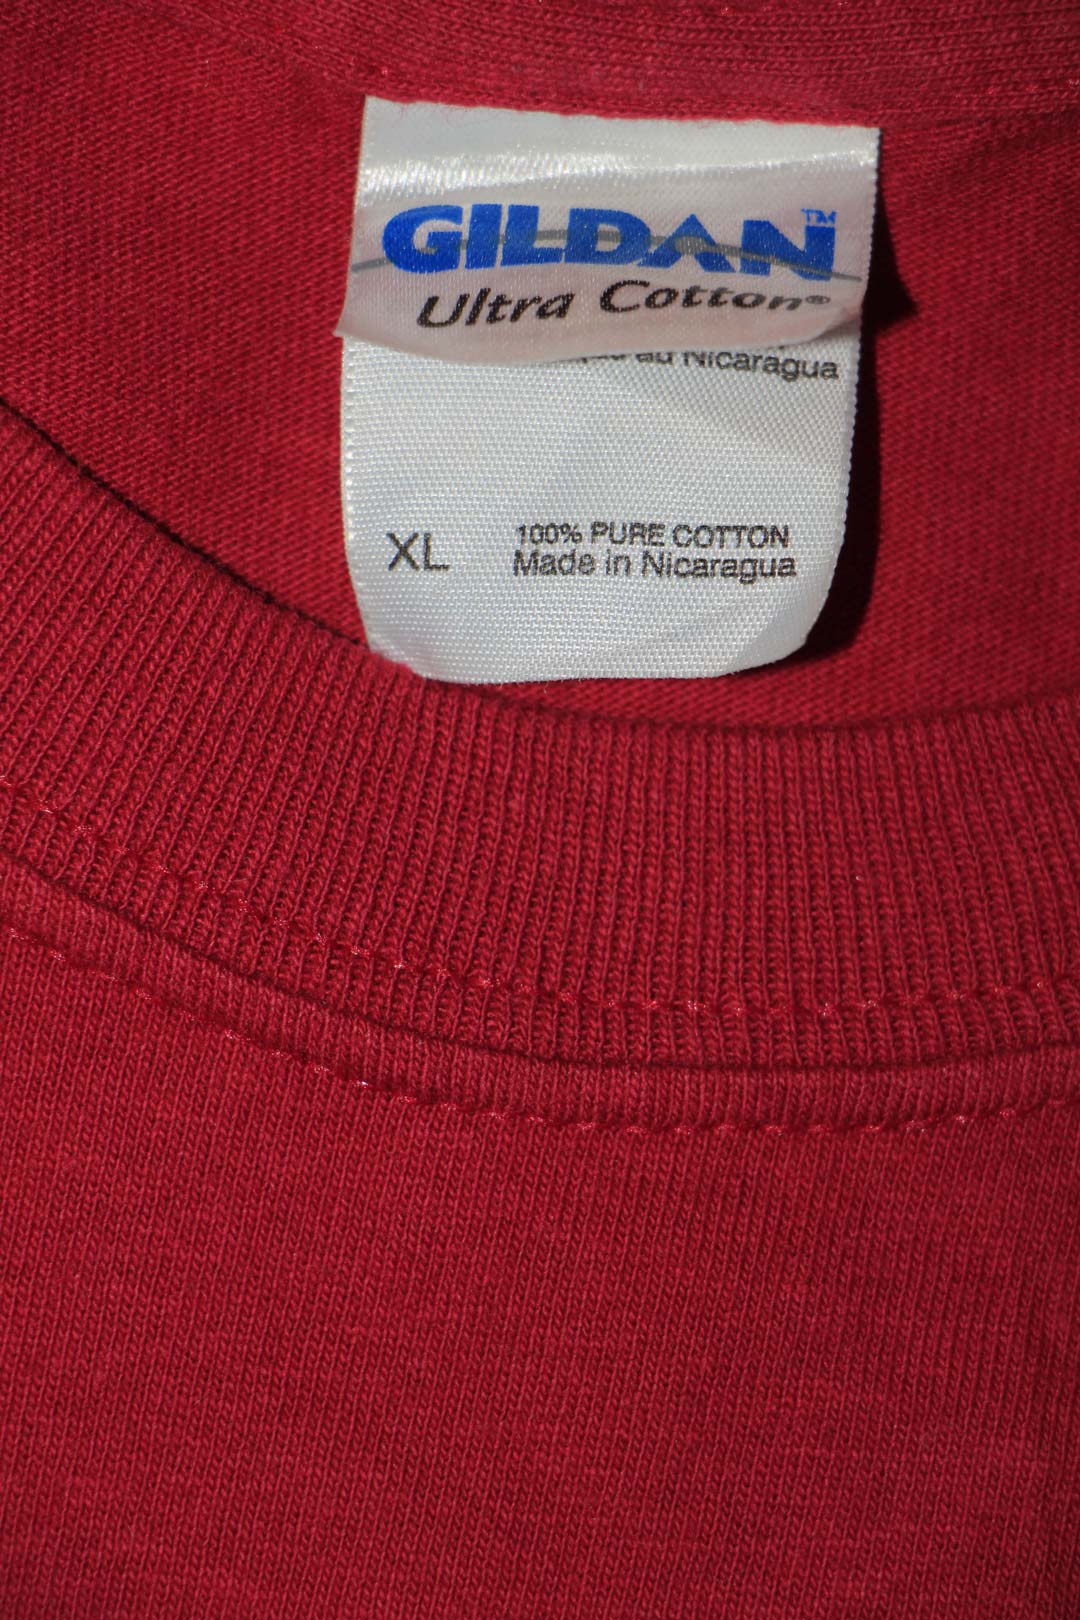 GILDAN™
Ultra Cotton®
au Nicaragua
XL
100% PURE COTTON
Made in Nicaragua